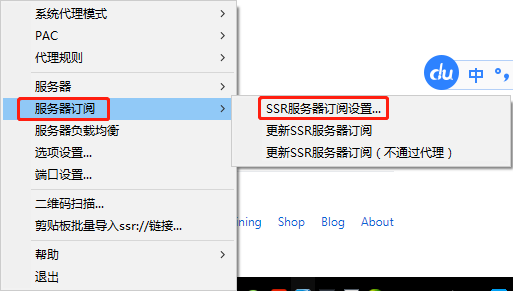 系统代理模式
PAC
代理规则
服务器
服务器订阅
服务器负载均衡
选项设置...
端口设置...
二维码扫描...
剪贴板批量导入ssr://链接...
帮助
退出
SSR服务器订阅设置...
更新SSR服务器订阅
更新SSR服务器订阅（不通过代理）
du 中 °,
ining Shop Blog About